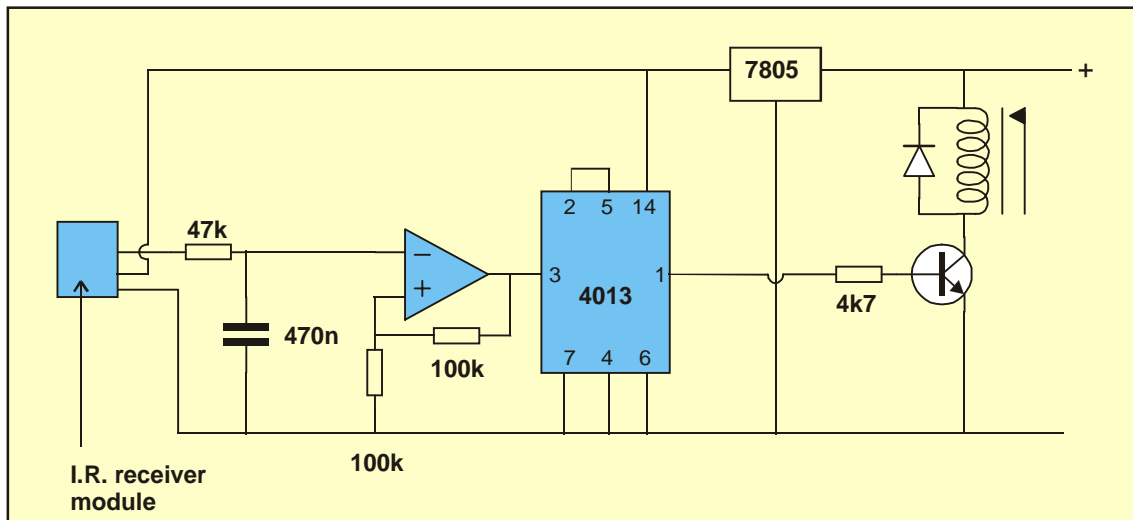 7805
+
2 5 14
47k
−
+
3 1
4013
4k7
470n
100k
7 4 6
100k
I.R. receiver
module